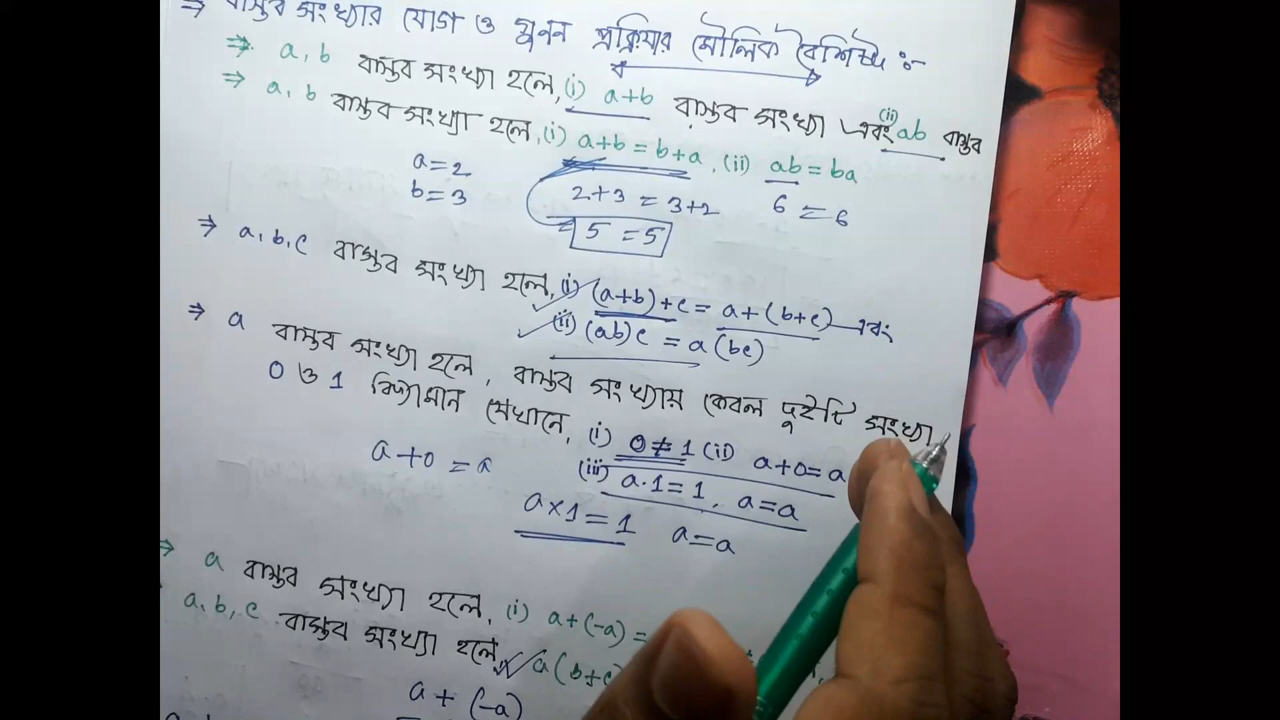 ⇒ বাস্তব সংখ্যার যোগ ও গুনন প্রক্রিয়ার মৌলিক বৈশিষ্ট্য :-
⇒ a, b বাস্তব সংখ্যা হলে, (i) a+b বাস্তব সংখ্যা এবং (ii) ab বাস্তব
⇒ a, b বাস্তব সংখ্যা হলে, (i) a+b = b+a , (ii) ab = ba
a=2
b=3
2+3 = 3+2
6 = 6
5 = 5
⇒ a, b, c বাস্তব সংখ্যা হলে, (i) (a+b)+c = a+(b+c) এবং
(ii) (ab)c = a(bc)
⇒ a বাস্তব সংখ্যা হলে, বাস্তব সংখ্যায় কেবল দুইটি সংখ্যা
0 ও 1 বিদ্যমান সেখানে, (i) 0 ≠ 1 (ii) a+0=a
(iii) a·1=1, a=a
a+0 = a
a×1=1 a=a
⇒ a বাস্তব সংখ্যা হলে, (i) a+(-a) =
a, b, c বাস্তব সংখ্যা হলে, a(b+c)
a+(-a)